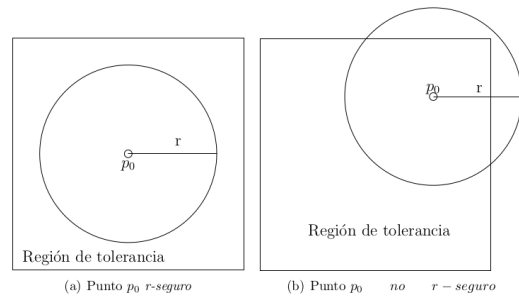 r
p₀
Región de tolerancia
(a) Punto p₀ r-seguro
p₀
r
Región de tolerancia
(b) Punto p₀ no r − seguro